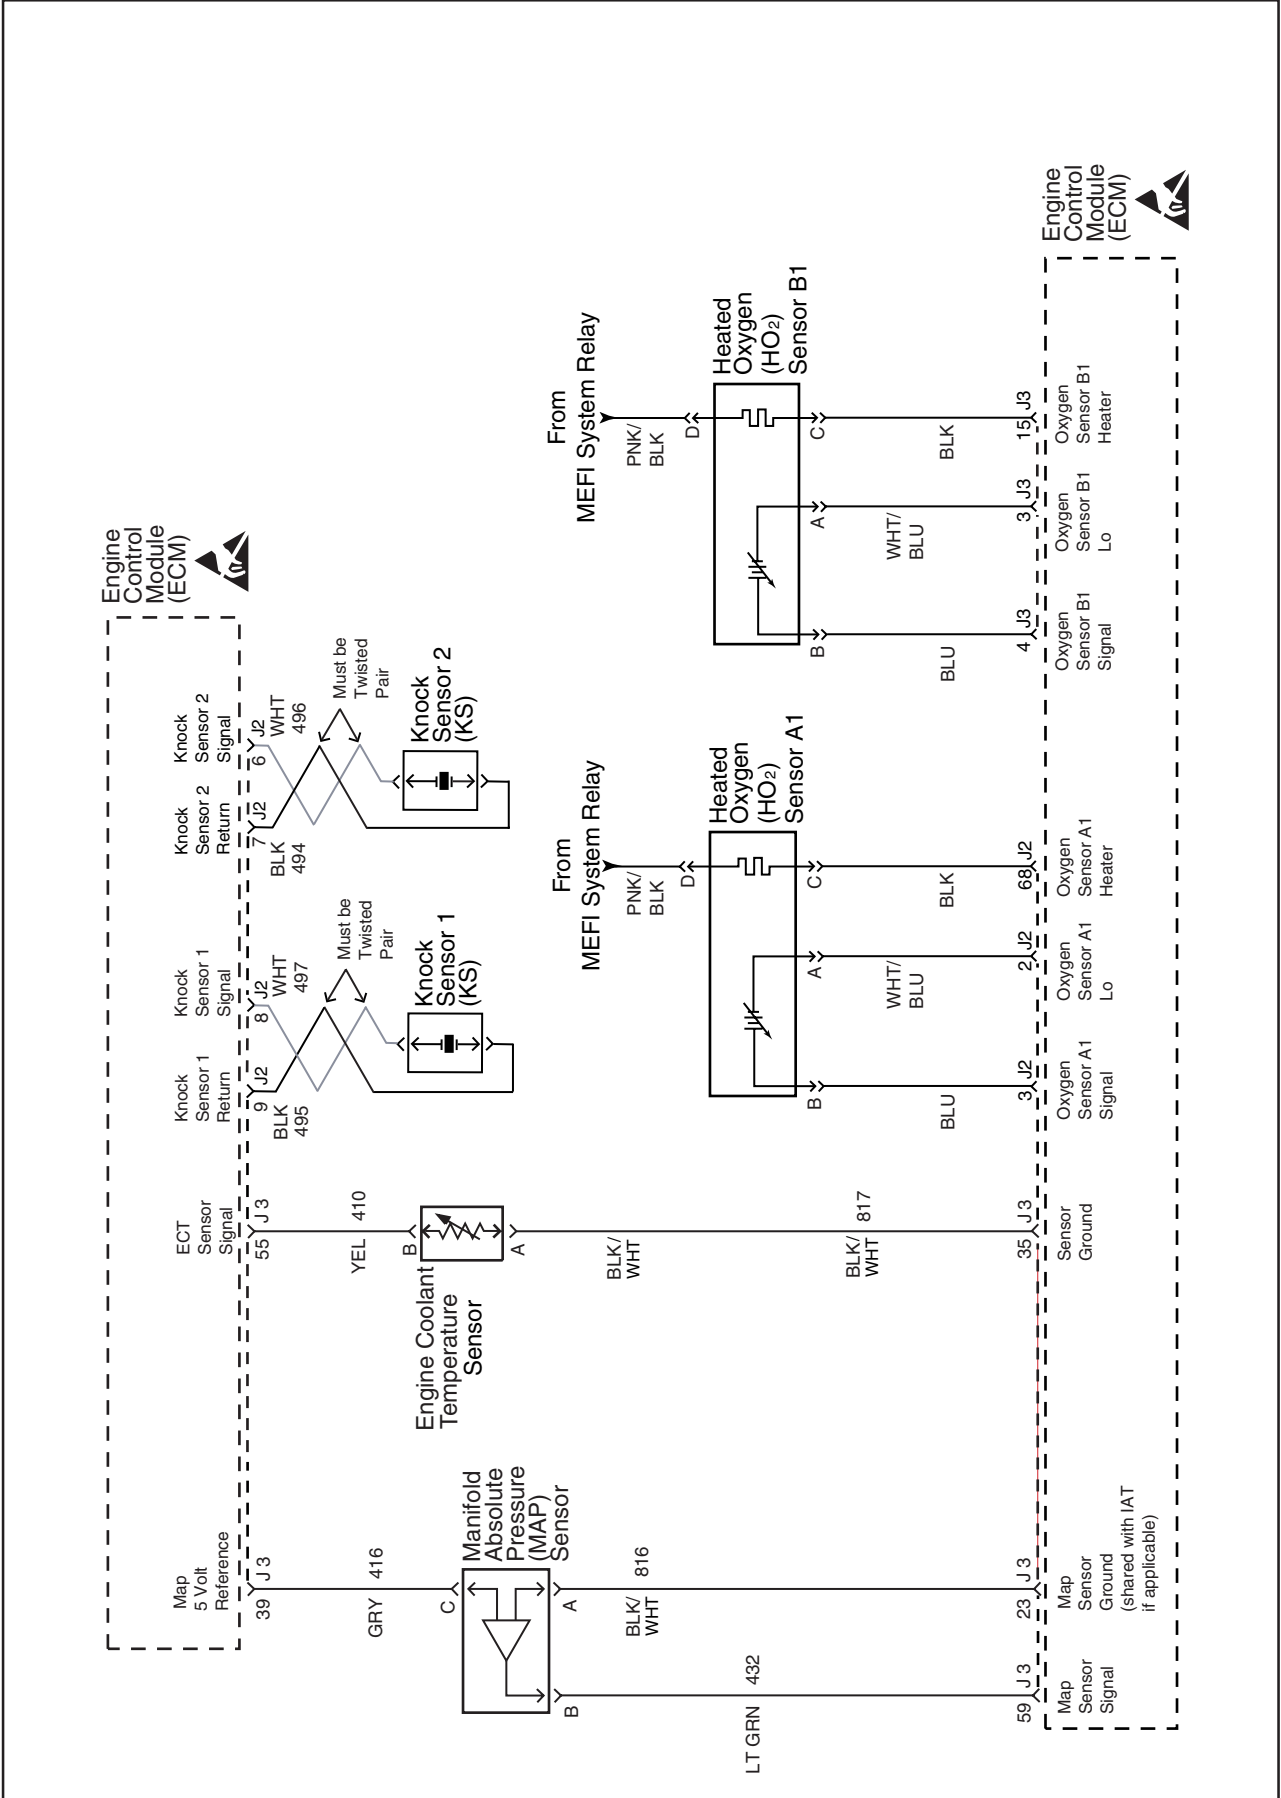 Engine
Control
Module
(ECM)
Map
5 Volt
Reference
39
J 3
GRY
416
C
Manifold
Absolute
Pressure
(MAP)
Sensor
A
B
BLK/
WHT
816
LT GRN
432
59
J 3
Map
Sensor
Signal
23
J 3
Map
Sensor
Ground
(shared with IAT
if applicable)
ECT
Sensor
Signal
55
J 3
YEL
410
B
Engine Coolant
Temperature
Sensor
A
BLK/
WHT
BLK/
WHT
817
35
J 3
Sensor
Ground
Knock
Sensor 1
Return
9
J2
BLK
495
Knock
Sensor 1
Signal
8
J2
WHT
497
Must be
Twisted
Pair
Knock
Sensor 1
(KS)
Knock
Sensor 2
Return
7
J2
BLK
494
Knock
Sensor 2
Signal
6
J2
WHT
496
Must be
Twisted
Pair
Knock
Sensor 2
(KS)
From
MEFI System Relay
PNK/
BLK
D
Heated
Oxygen
(HO2)
Sensor A1
B
A
C
BLU
WHT/
BLU
BLK
3
J2
2
J2
68
J2
Oxygen
Sensor A1
Signal
Oxygen
Sensor A1
Lo
Oxygen
Sensor A1
Heater
From
MEFI System Relay
PNK/
BLK
D
Heated
Oxygen
(HO2)
Sensor B1
B
A
C
BLU
WHT/
BLU
BLK
4
J3
3
J3
15
J3
Oxygen
Sensor B1
Signal
Oxygen
Sensor B1
Lo
Oxygen
Sensor B1
Heater
Engine
Control
Module
(ECM)